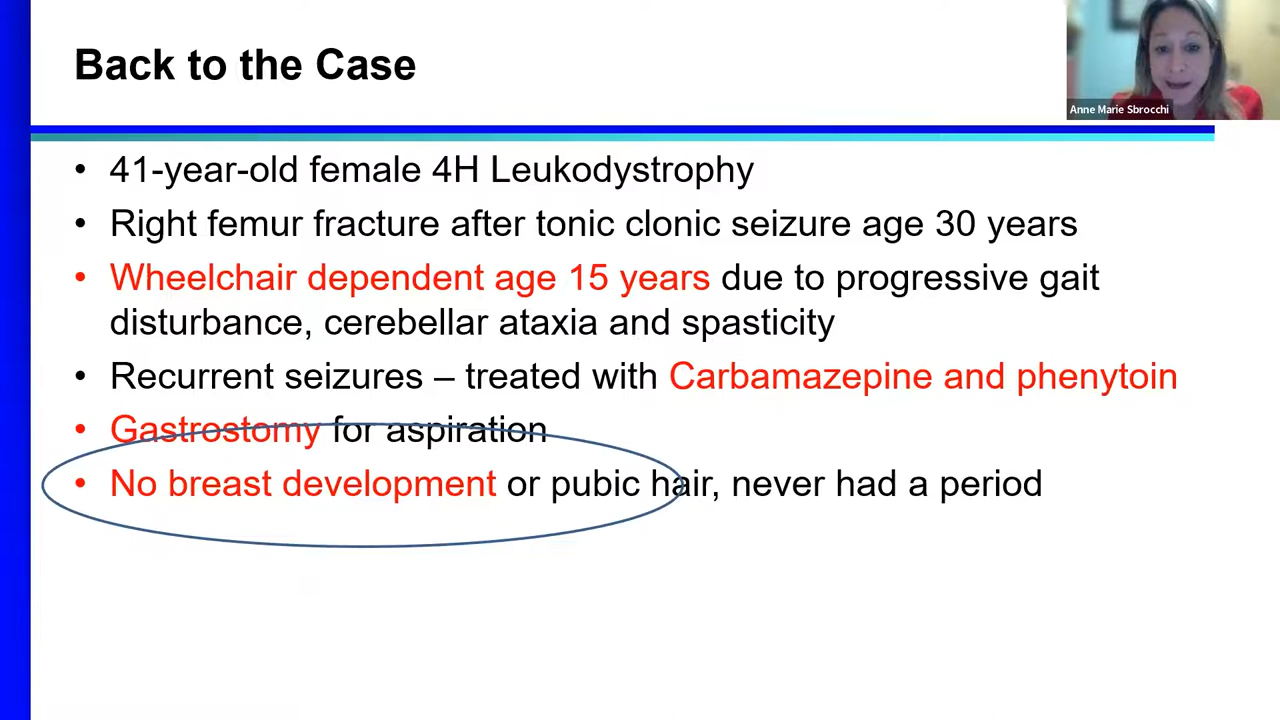 Back to the Case
Anne Marie Sbrocchi
• 41-year-old female 4H Leukodystrophy
• Right femur fracture after tonic clonic seizure age 30 years
• Wheelchair dependent age 15 years due to progressive gait
disturbance, cerebellar ataxia and spasticity
• Recurrent seizures – treated with Carbamazepine and phenytoin
• Gastrostomy for aspiration
• No breast development or pubic hair, never had a period